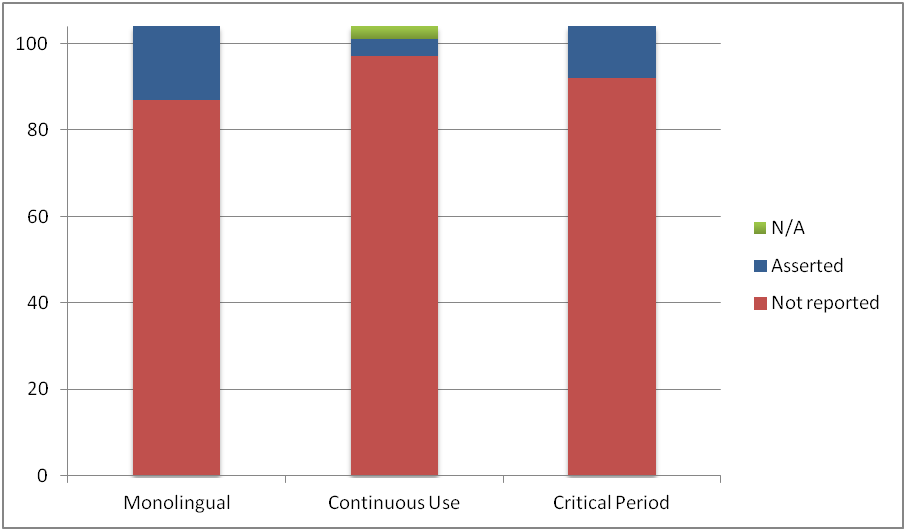 100
80
60
40
20
0
Monolingual Continuous Use Critical Period
N/A
Asserted
Not reported